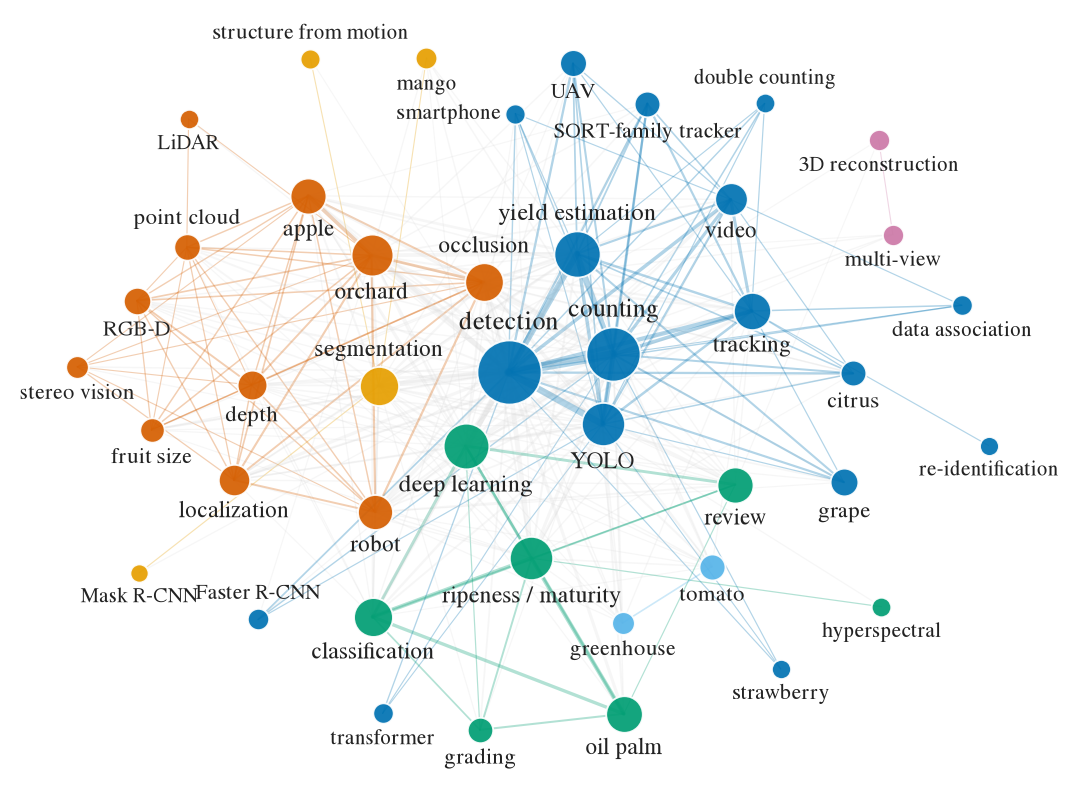 structure from motion
mango
smartphone
UAV
double counting
SORT-family tracker
LiDAR
3D reconstruction
point cloud
apple
yield estimation
video
occlusion
multi-view
orchard
RGB-D
detection
counting
data association
segmentation
tracking
stereo vision
depth
citrus
fruit size
YOLO
re-identification
deep learning
localization
review
grape
robot
Mask R-CNN
Faster R-CNN
ripeness / maturity
tomato
hyperspectral
classification
greenhouse
strawberry
transformer
grading
oil palm